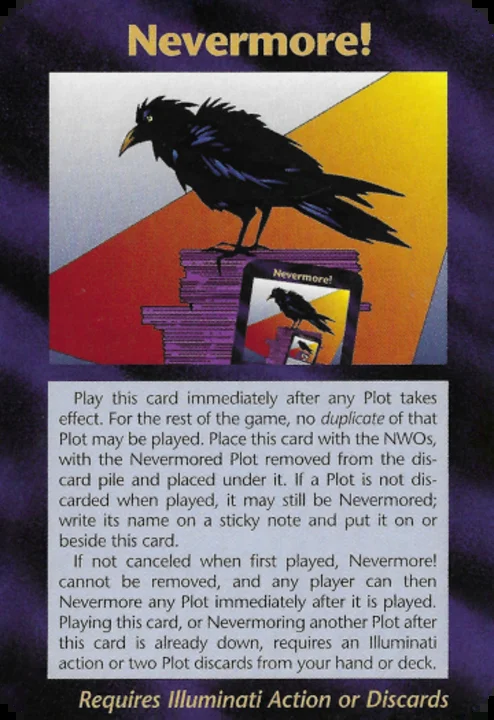 Nevermore!
Nevermore!
Play this card immediately after any Plot takes
effect. For the rest of the game, no duplicate of that
Plot may be played. Place this card with the NWOs,
with the Nevermored Plot removed from the dis-
card pile and placed under it. If a Plot is not dis-
carded when played, it may still be Nevermored;
write its name on a sticky note and put it on or
beside this card.
If not canceled when first played, Nevermore!
cannot be removed, and any player can then
Nevermore any Plot immediately after it is played.
Playing this card, or Nevermoring another Plot after
this card is already down, requires an Illuminati
action or two Plot discards from your hand or deck.
Requires Illuminati Action or Discards